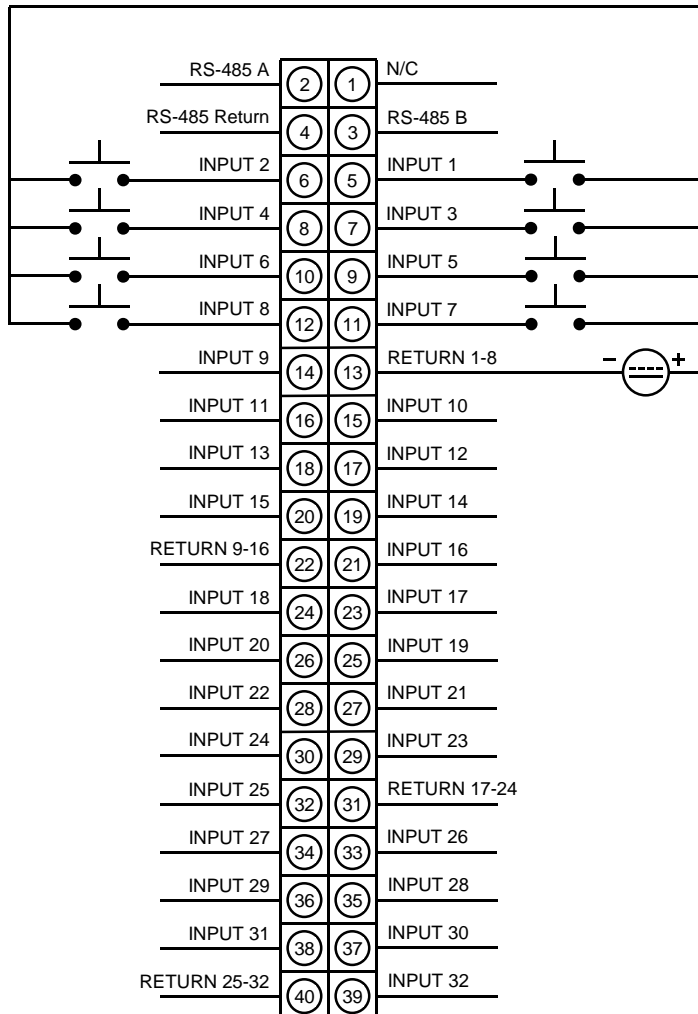 RS-485 A 2 1 N/C
RS-485 Return 4 3 RS-485 B
INPUT 2 6 5 INPUT 1
INPUT 4 8 7 INPUT 3
INPUT 6 10 9 INPUT 5
INPUT 8 12 11 INPUT 7
INPUT 9 14 13 RETURN 1-8 − +
INPUT 11 16 15 INPUT 10
INPUT 13 18 17 INPUT 12
INPUT 15 20 19 INPUT 14
RETURN 9-16 22 21 INPUT 16
INPUT 18 24 23 INPUT 17
INPUT 20 26 25 INPUT 19
INPUT 22 28 27 INPUT 21
INPUT 24 30 29 INPUT 23
INPUT 25 32 31 RETURN 17-24
INPUT 27 34 33 INPUT 26
INPUT 29 36 35 INPUT 28
INPUT 31 38 37 INPUT 30
RETURN 25-32 40 39 INPUT 32